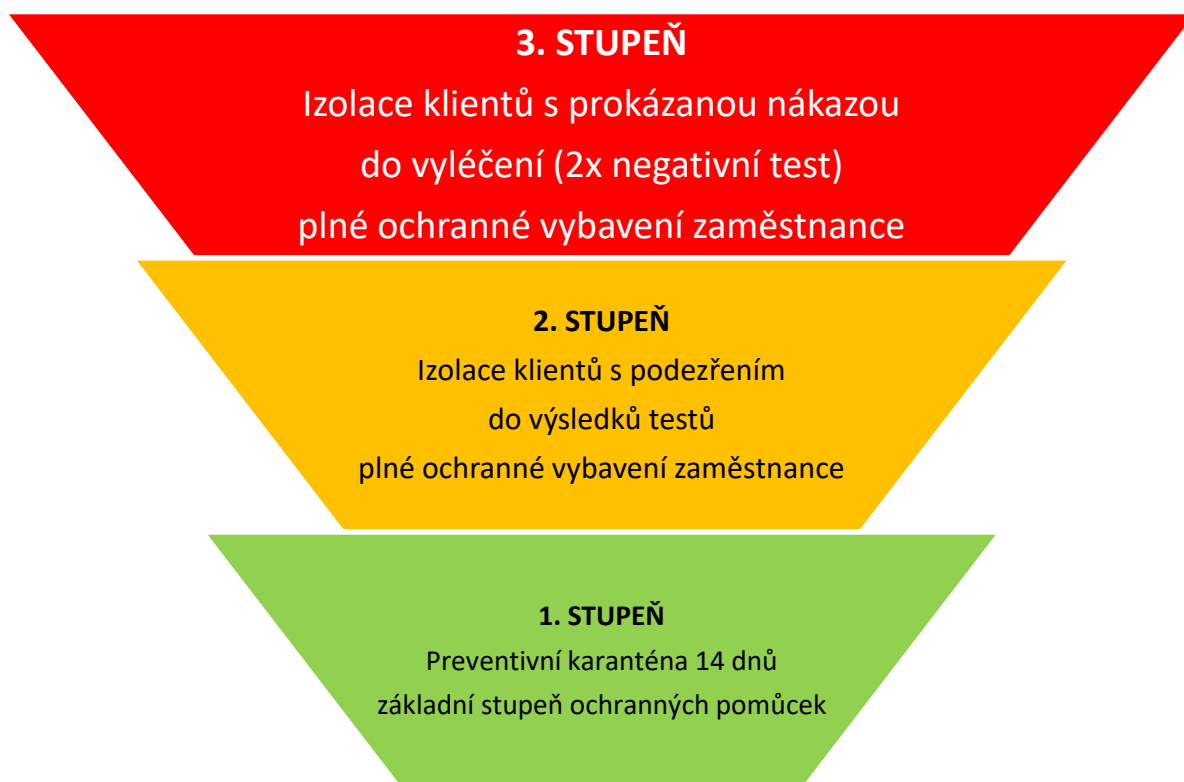 3. STUPEŇ
Izolace klientů s prokázanou nákazou
do vyléčení (2x negativní test)
plné ochranné vybavení zaměstnance
2. STUPEŇ
Izolace klientů s podezřením
do výsledků testů
plné ochranné vybavení zaměstnance
1. STUPEŇ
Preventivní karanténa 14 dnů
základní stupeň ochranných pomůcek